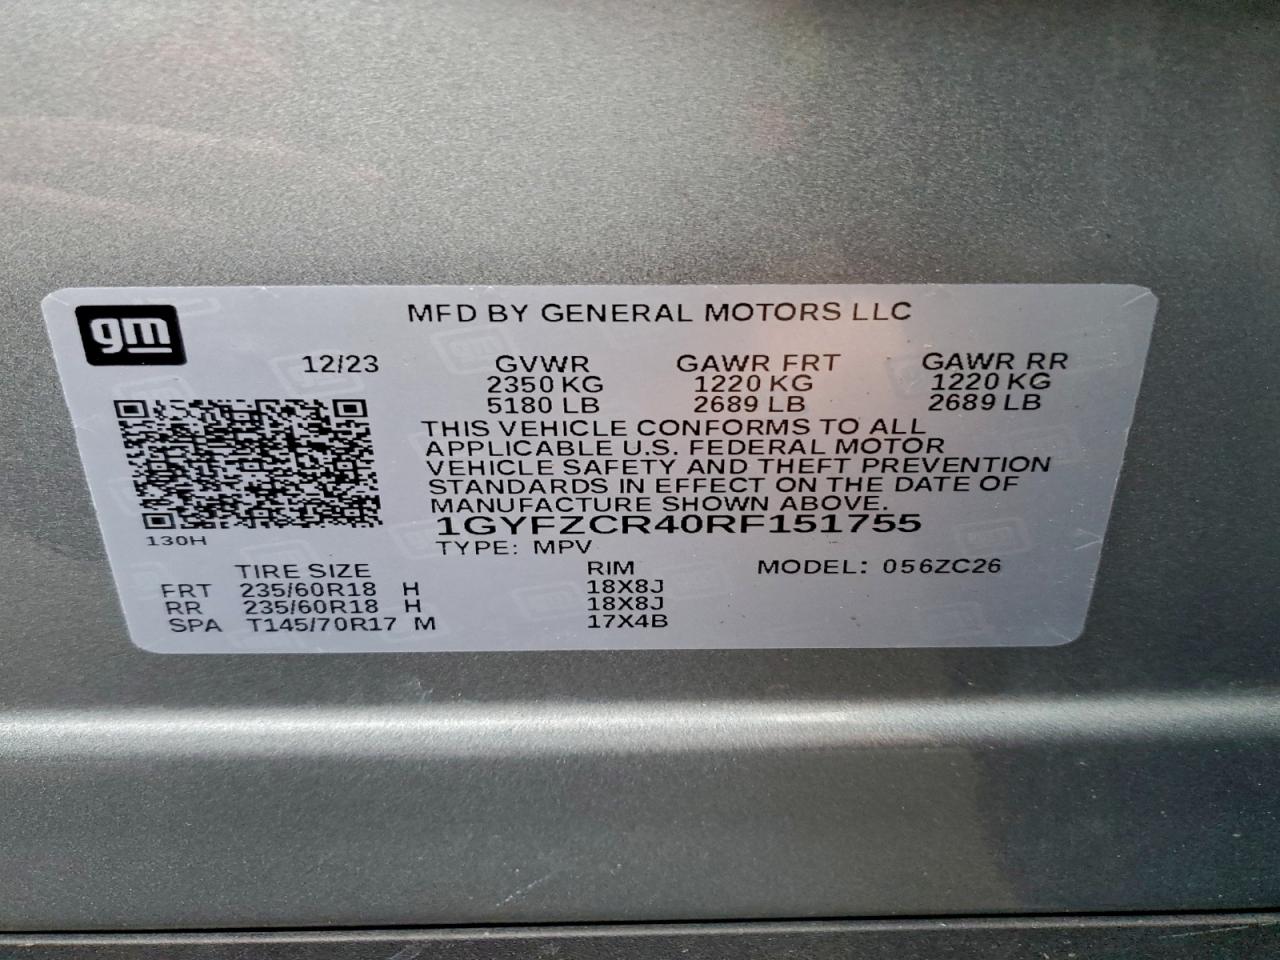 gm
MFD BY GENERAL MOTORS LLC
12/23 GVWR GAWR FRT GAWR RR
2350 KG 1220 KG 1220 KG
5180 LB 2689 LB 2689 LB
THIS VEHICLE CONFORMS TO ALL
APPLICABLE U.S. FEDERAL MOTOR
VEHICLE SAFETY AND THEFT PREVENTION
STANDARDS IN EFFECT ON THE DATE OF
MANUFACTURE SHOWN ABOVE.
1GYFZCR40RF151755
130H
TYPE: MPV
TIRE SIZE RIM MODEL: 056ZC26
FRT 235/60R18 H 18X8J
RR 235/60R18 H 18X8J
SPA T145/70R17 M 17X4B